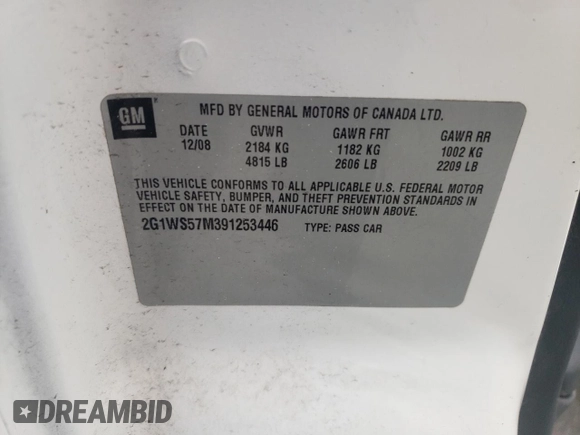 GM
MFD BY GENERAL MOTORS OF CANADA LTD.
DATE GVWR GAWR FRT GAWR RR
12/08 2184 KG 1182 KG 1002 KG
4815 LB 2606 LB 2209 LB
THIS VEHICLE CONFORMS TO ALL APPLICABLE U.S. FEDERAL MOTOR
VEHICLE SAFETY, BUMPER, AND THEFT PREVENTION STANDARDS IN
EFFECT ON THE DATE OF MANUFACTURE SHOWN ABOVE.
2G1WS57M391253446 TYPE: PASS CAR
DREAMBID